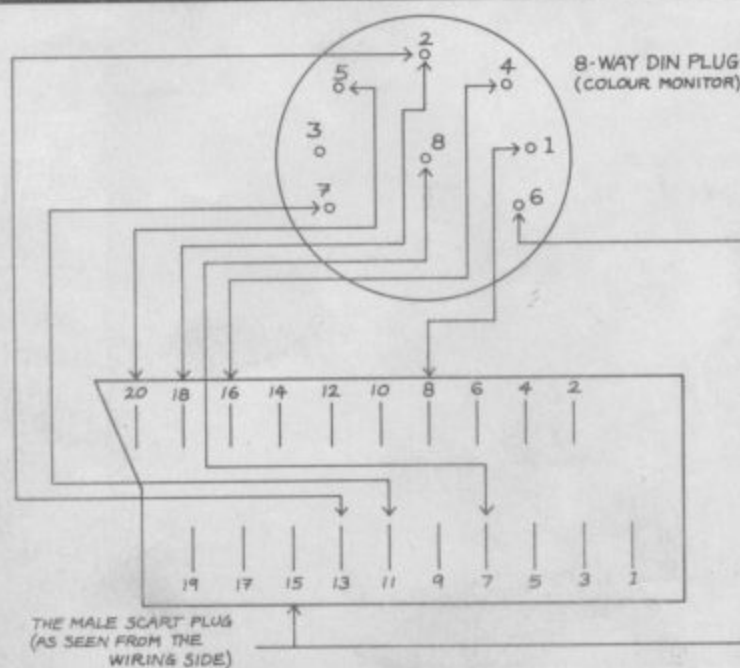 2
8-WAY DIN PLUG
(COLOUR MONITOR)
5
4
3
8
1
7
6
20 18 16 14 12 10 8 6 4 2
19 17 15 13 11 9 7 5 3 1
THE MALE SCART PLUG
(AS SEEN FROM THE
WIRING SIDE)